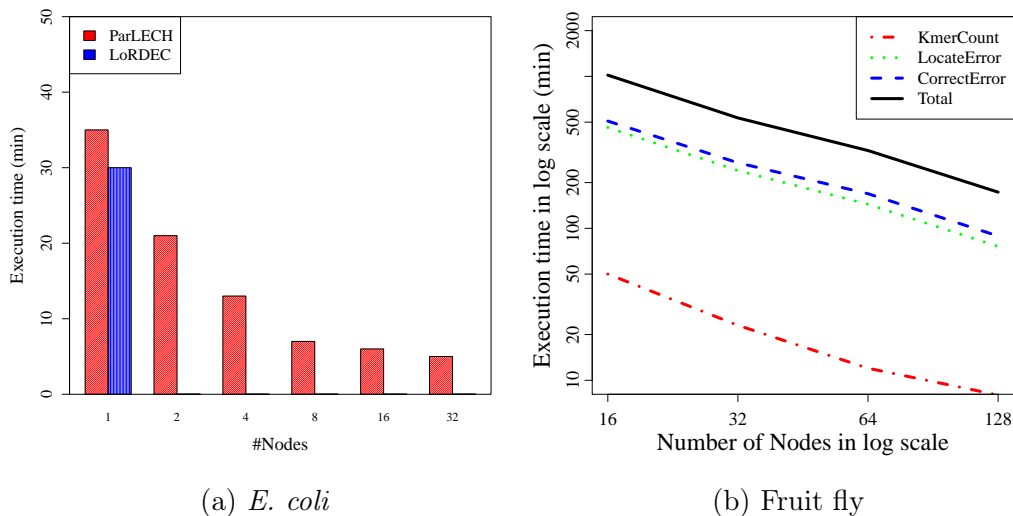 ParLECH
LoRDEC
Execution time (min)
50
40
30
20
10
0
1 2 4 8 16 32
#Nodes
(a) E. coli
KmerCount
LocateError
CorrectError
Total
Execution time in log scale (min)
2000
500
200
100
50
20
10
16 32 64 128
Number of Nodes in log scale
(b) Fruit fly